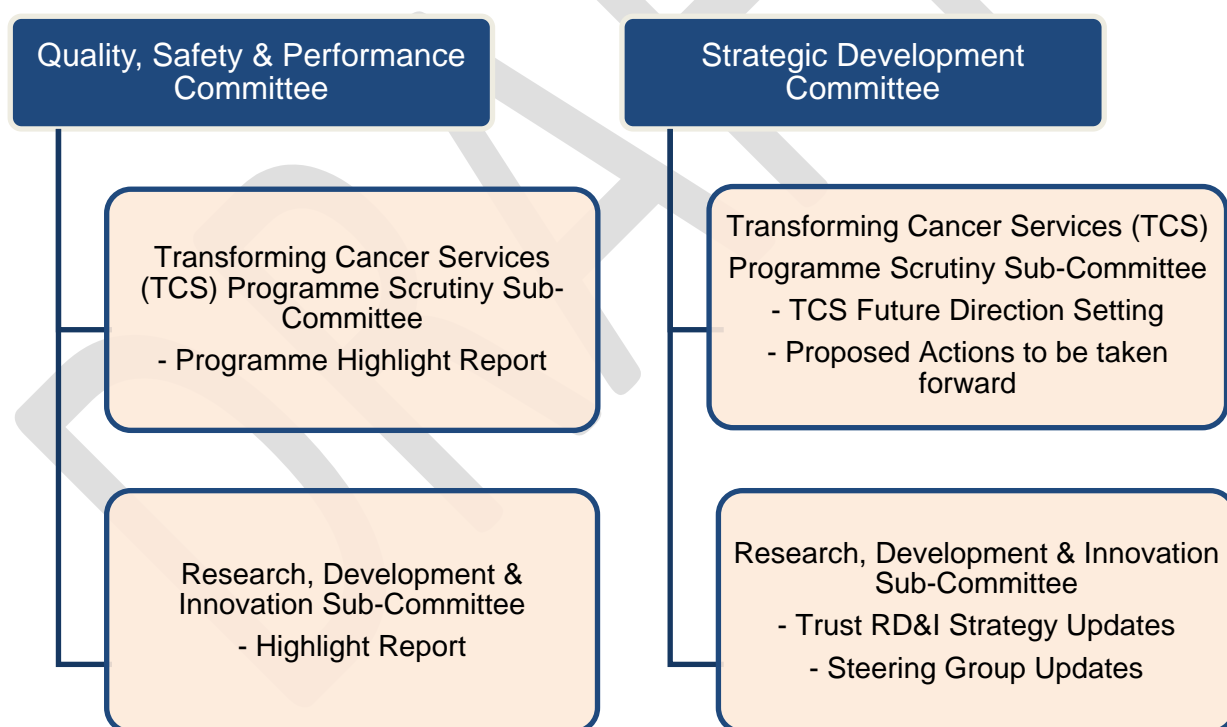 Quality, Safety & Performance
Committee
Transforming Cancer Services
(TCS) Programme Scrutiny Sub-
Committee
- Programme Highlight Report
Research, Development &
Innovation Sub-Committee
- Highlight Report
Strategic Development
Committee
Transforming Cancer Services (TCS)
Programme Scrutiny Sub-Committee
- TCS Future Direction Setting
- Proposed Actions to be taken
forward
Research, Development & Innovation
Sub-Committee
- Trust RD&I Strategy Updates
- Steering Group Updates